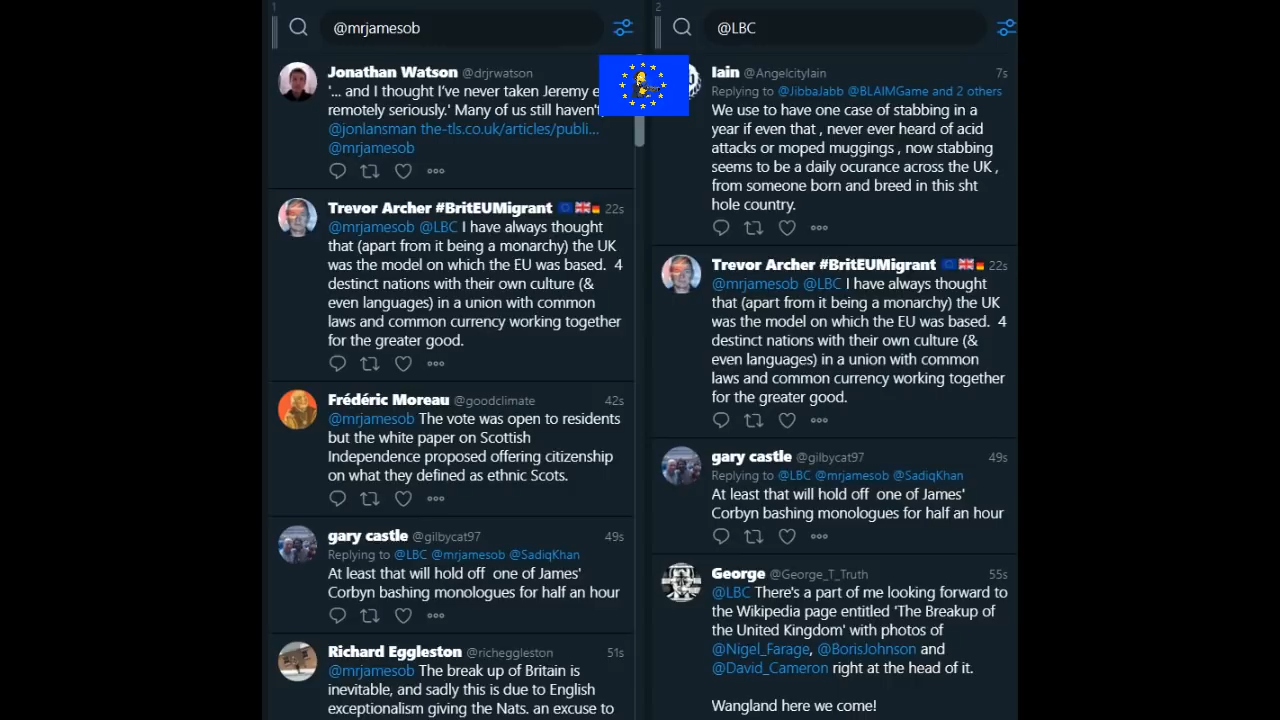 1
@mrjamesob
Jonathan Watson @drjrwatson
'... and I thought I've never taken Jeremy e
remotely seriously.' Many of us still haven't
@jonlansman the-tls.co.uk/articles/publi...
@mrjamesob
Trevor Archer #BritEUMigrant 22s
@mrjamesob @LBC I have always thought
that (apart from it being a monarchy) the UK
was the model on which the EU was based. 4
destinct nations with their own culture (&
even languages) in a union with common
laws and common currency working together
for the greater good.
Frédéric Moreau @goodclimate 42s
@mrjamesob The vote was open to residents
but the white paper on Scottish
Independence proposed offering citizenship
on what they defined as ethnic Scots.
gary castle @gilbycat97 49s
Replying to @LBC @mrjamesob @SadiqKhan
At least that will hold off one of James'
Corbyn bashing monologues for half an hour
Richard Eggleston @richeggleston 51s
@mrjamesob The break up of Britain is
inevitable, and sadly this is due to English
exceptionalism giving the Nats. an excuse to
2
@LBC
Iain @AngelcityIain 7s
Replying to @JibbaJabb @BLAIMGame and 2 others
We use to have one case of stabbing in a
year if even that , never ever heard of acid
attacks or moped muggings , now stabbing
seems to be a daily ocurance across the UK ,
from someone born and breed in this sht
hole country.
Trevor Archer #BritEUMigrant 22s
@mrjamesob @LBC I have always thought
that (apart from it being a monarchy) the UK
was the model on which the EU was based. 4
destinct nations with their own culture (&
even languages) in a union with common
laws and common currency working together
for the greater good.
gary castle @gilbycat97 49s
Replying to @LBC @mrjamesob @SadiqKhan
At least that will hold off one of James'
Corbyn bashing monologues for half an hour
George @George_T_Truth 55s
@LBC There's a part of me looking forward to
the Wikipedia page entitled 'The Breakup of
the United Kingdom' with photos of
@Nigel_Farage, @BorisJohnson and
@David_Cameron right at the head of it.
Wangland here we come!